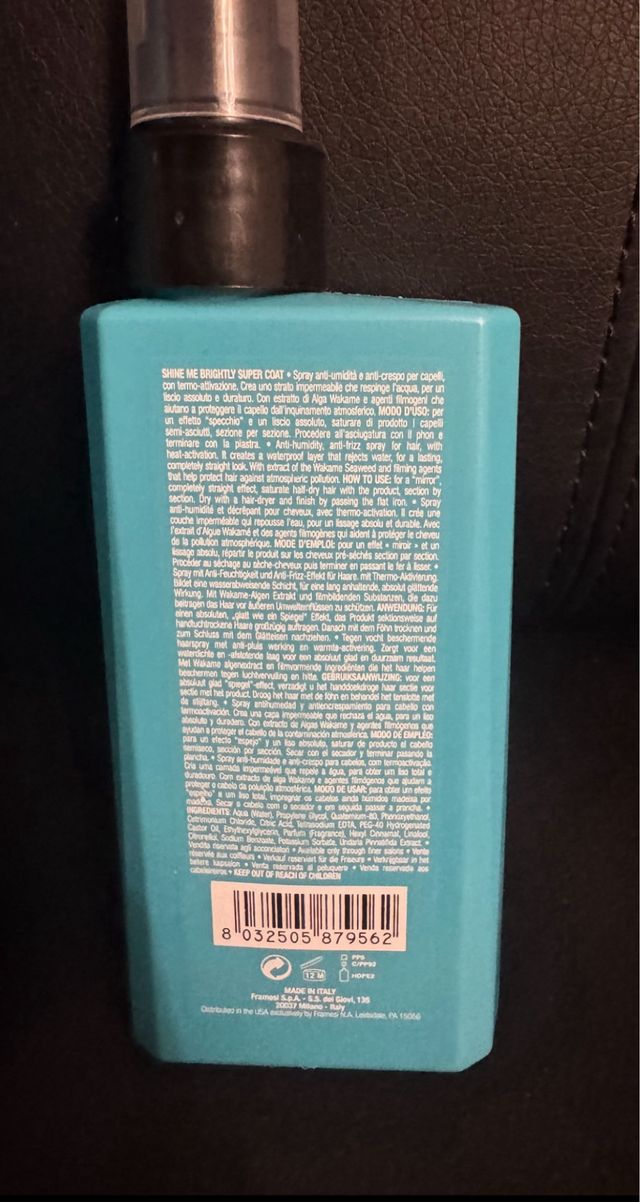 SHINE ME BRIGHTLY SUPER COAT • Spray anti-umidità e anti-crespo per capelli,
con termo-attivazione. Crea uno strato impermeabile che respinge l'acqua, per un
liscio assoluto e duraturo. Con estratto di Alga Wakame e agenti filmogeni che
aiutano a proteggere il capello dall'inquinamento atmosferico. MODO D'USO: per
un effetto "specchio" e un liscio assoluto, saturare di prodotto i capelli
semi-asciutti, sezione per sezione. Procedere all'asciugatura con il phon e
terminare con la piastra. • Anti-humidity, anti-frizz spray for hair, with
heat-activation. It creates a waterproof layer that rejects water, for a lasting,
completely straight look. With extract of the Wakame Seaweed and filming agents
that help protect hair against atmospheric pollution. HOW TO USE: for a "mirror",
completely straight effect, saturate half-dry hair with the product, section by
section. Dry with a hair-dryer and finish by passing the flat iron. • Spray
anti-humidité et décrêpant pour cheveux, avec thermo-activation. Il crée une
couche imperméable qui repousse l'eau, pour un lissage absolu et durable. Avec
l'extrait d'Algue Wakamé et des agents filmogènes qui aident à protéger le cheveu
de la pollution atmosphérique. MODE D'EMPLOI: pour un effet « miroir » et un
lissage absolu, répartir le produit sur les cheveux pré-séchés section par section.
Procéder au séchage au sèche-cheveux puis terminer en passant le fer à lisser. •
Spray mit Anti-Feuchtigkeit und Anti-Frizz-Effekt für Haare, mit Thermo-Aktivierung.
Bildet eine wasserabweisende Schicht, für eine lang anhaltende, absolut glättende
Wirkung. Mit Wakame-Algen Extrakt und filmbildenden Substanzen, die dazu
beitragen das Haar vor äußeren Umwelteinflüssen zu schützen. ANWENDUNG: Für
einen absoluten, „glatt wie ein Spiegel" Effekt, das Produkt sektionsweise auf
handtuchtrockene Haare großzügig auftragen. Danach mit dem Föhn trocknen und
zum Schluss mit dem Glätteisen nachziehen. • Tegen vocht beschermende
haarspray met anti-pluis werking en warmte-activering. Zorgt voor een
waterdichte en -afstotende laag voor een absoluut glad en duurzaam resultaat.
Met Wakame algenextract en filmvormende ingrediënten die het haar helpen
beschermen tegen luchtvervuiling en hitte. GEBRUIKSAANWIJZING: voor een
absoluut glad "spiegel"-effect, verzadigt u het handdoekdroge haar sectie voor
sectie met het product. Droog het haar met de föhn en behandel het tenslotte met
de stijltang. • Spray antihumedad y antiencrespamiento para cabello con
termoactivación. Crea una capa impermeable que rechaza el agua, para un liso
absoluto y duradero. Con extracto de Algas Wakame y agentes filmógenos que
ayudan a proteger al cabello de la contaminación atmosférica. MODO DE EMPLEO:
para un efecto "espejo" y un liso absoluto, saturar de producto el cabello
semiseco, sección por sección. Secar con el secador y terminar pasando la
plancha. • Spray anti-humidade e anti-crespo para cabelos, com termoactivação.
Cria uma camada impermeável que repele a água, para obter um liso total e
duradouro. Com extracto de alga Wakame e agentes filmógenos que ajudam a
proteger o cabelo da poluição atmosférica. MODO DE USAR: para obter um efeito
"espelho" e um liso total, impregnar os cabelos ainda húmidos madeixa por
madeixa. Secar o cabelo com o secador e em seguida passar a prancha. •
INGREDIENTS: Aqua (Water), Propylene Glycol, Quaternium-80, Phenoxyethanol,
Cetrimonium Chloride, Citric Acid, Tetrasodium EDTA, PEG-40 Hydrogenated
Castor Oil, Ethylhexylglycerin, Parfum (Fragrance), Hexyl Cinnamal, Linalool,
Citronellol, Sodium Benzoate, Potassium Sorbate, Undaria Pinnatifida Extract. •
Vendita riservata agli acconciatori • Available only through finer salons • Vente
réservée aux coiffeurs • Verkauf reserviert für die Friseure • Verkrijgbaar in het
betere kapsalon • Venta reservada al peluquero • Venda reservada aos
cabeleireiros • KEEP OUT OF REACH OF CHILDREN
8 032505 879562
PP5
C/PP92
12 M
HDPE2
MADE IN ITALY
Framesi S.p.A. - S.S. dei Giovi, 135
20037 Milano - Italy
Distributed in the USA exclusively by Framesi N.A. Leetsdale, PA 15056